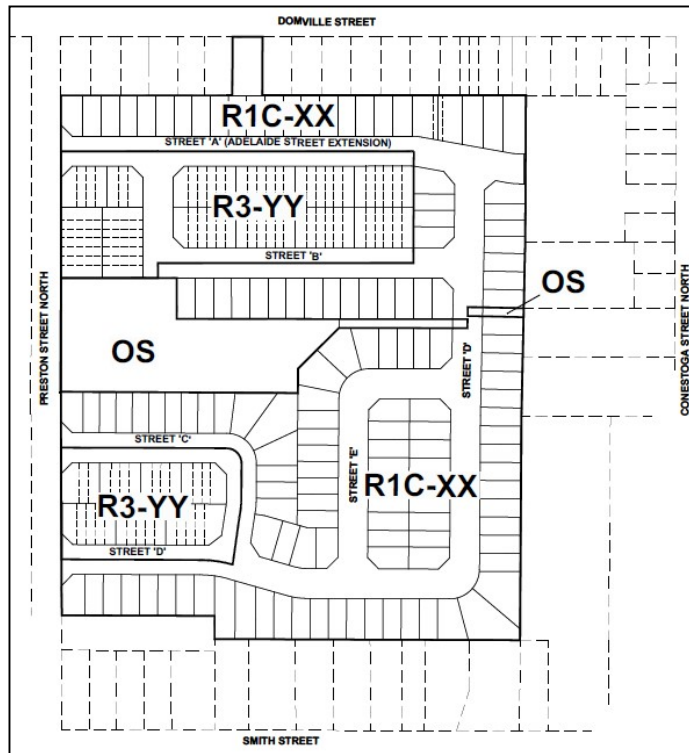 DOMVILLE STREET
R1C-XX
STREET 'A' (ADELAIDE STREET EXTENSION)
R3-YY
STREET 'B'
OS
OS
PRESTON STREET NORTH
CONESTOGA STREET NORTH
STREET 'D'
STREET 'C'
STREET 'E'
R1C-XX
R3-YY
STREET 'D'
SMITH STREET